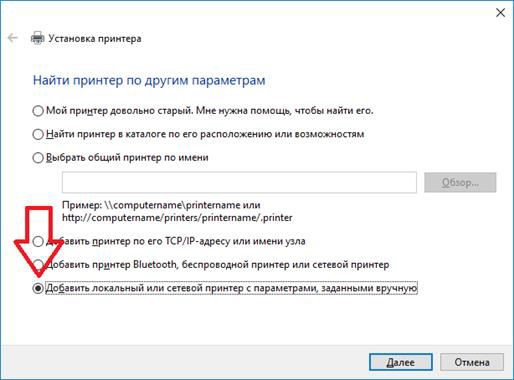 Установка принтера
Найти принтер по другим параметрам
Мой принтер довольно старый. Мне нужна помощь, чтобы найти его.
Найти принтер в каталоге по его расположению или возможностям
Выбрать общий принтер по имени
Обзор...
Пример: \\computername\printername или
http://computername/printers/printername/.printer
Добавить принтер по его TCP/IP-адресу или имени узла
Добавить принтер Bluetooth, беспроводной принтер или сетевой принтер
Добавить локальный или сетевой принтер с параметрами, заданными вручную
Далее
Отмена